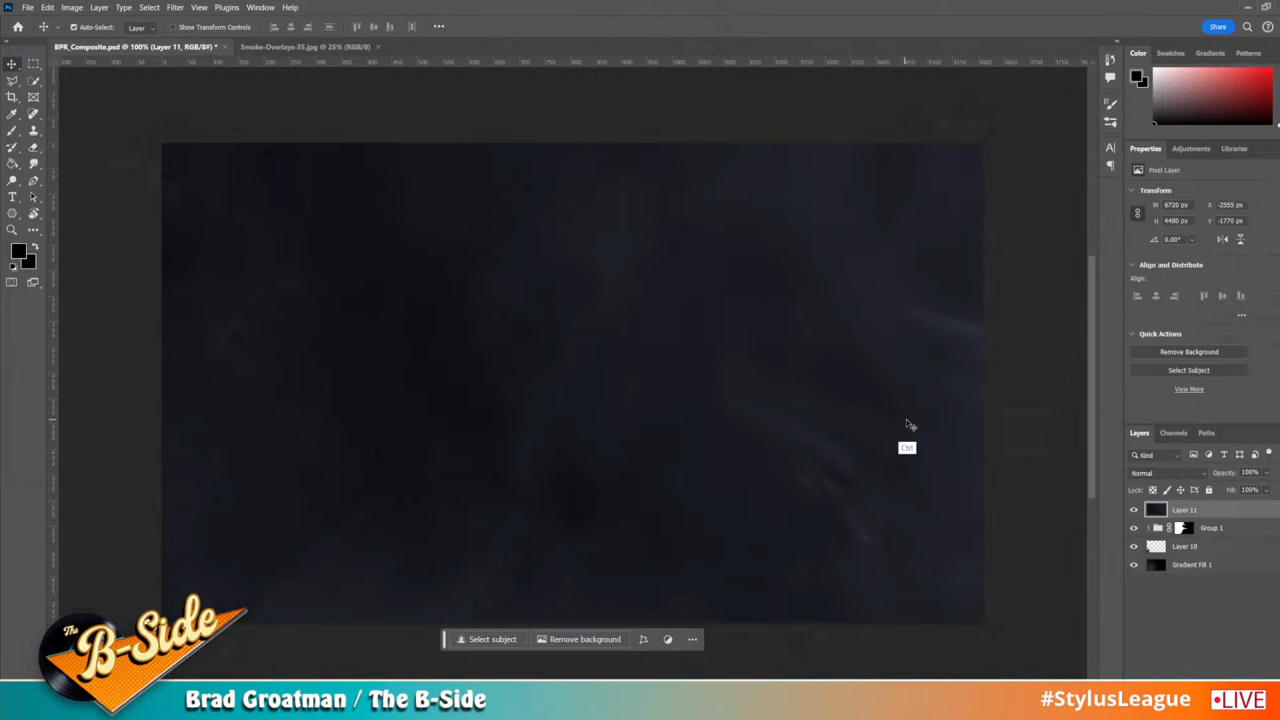 Ps File Edit Image Layer Type Select Filter View Plugins Window Help
Auto-Select: Layer Show Transform Controls Share
BPR_Composite.psd @ 100% (Layer 11, RGB/8#) * × Smoke-Overlays-35.jpg @ 25% (RGB/8) ×
Color Swatches Gradients Patterns
Properties Adjustments Libraries
Pixel Layer
Transform
W 6720 px X -2555 px
H 4480 px Y -1770 px
0.00°
Align and Distribute
Align:
Quick Actions
Remove Background
Select Subject
View More
Ctrl
Layers Channels Paths
Kind
Normal Opacity: 100%
Lock: Fill: 100%
Layer 11
Group 1
Layer 10
Gradient Fill 1
Select subject Remove background
The B-Side
Brad Groatman / The B-Side #StylusLeague LIVE